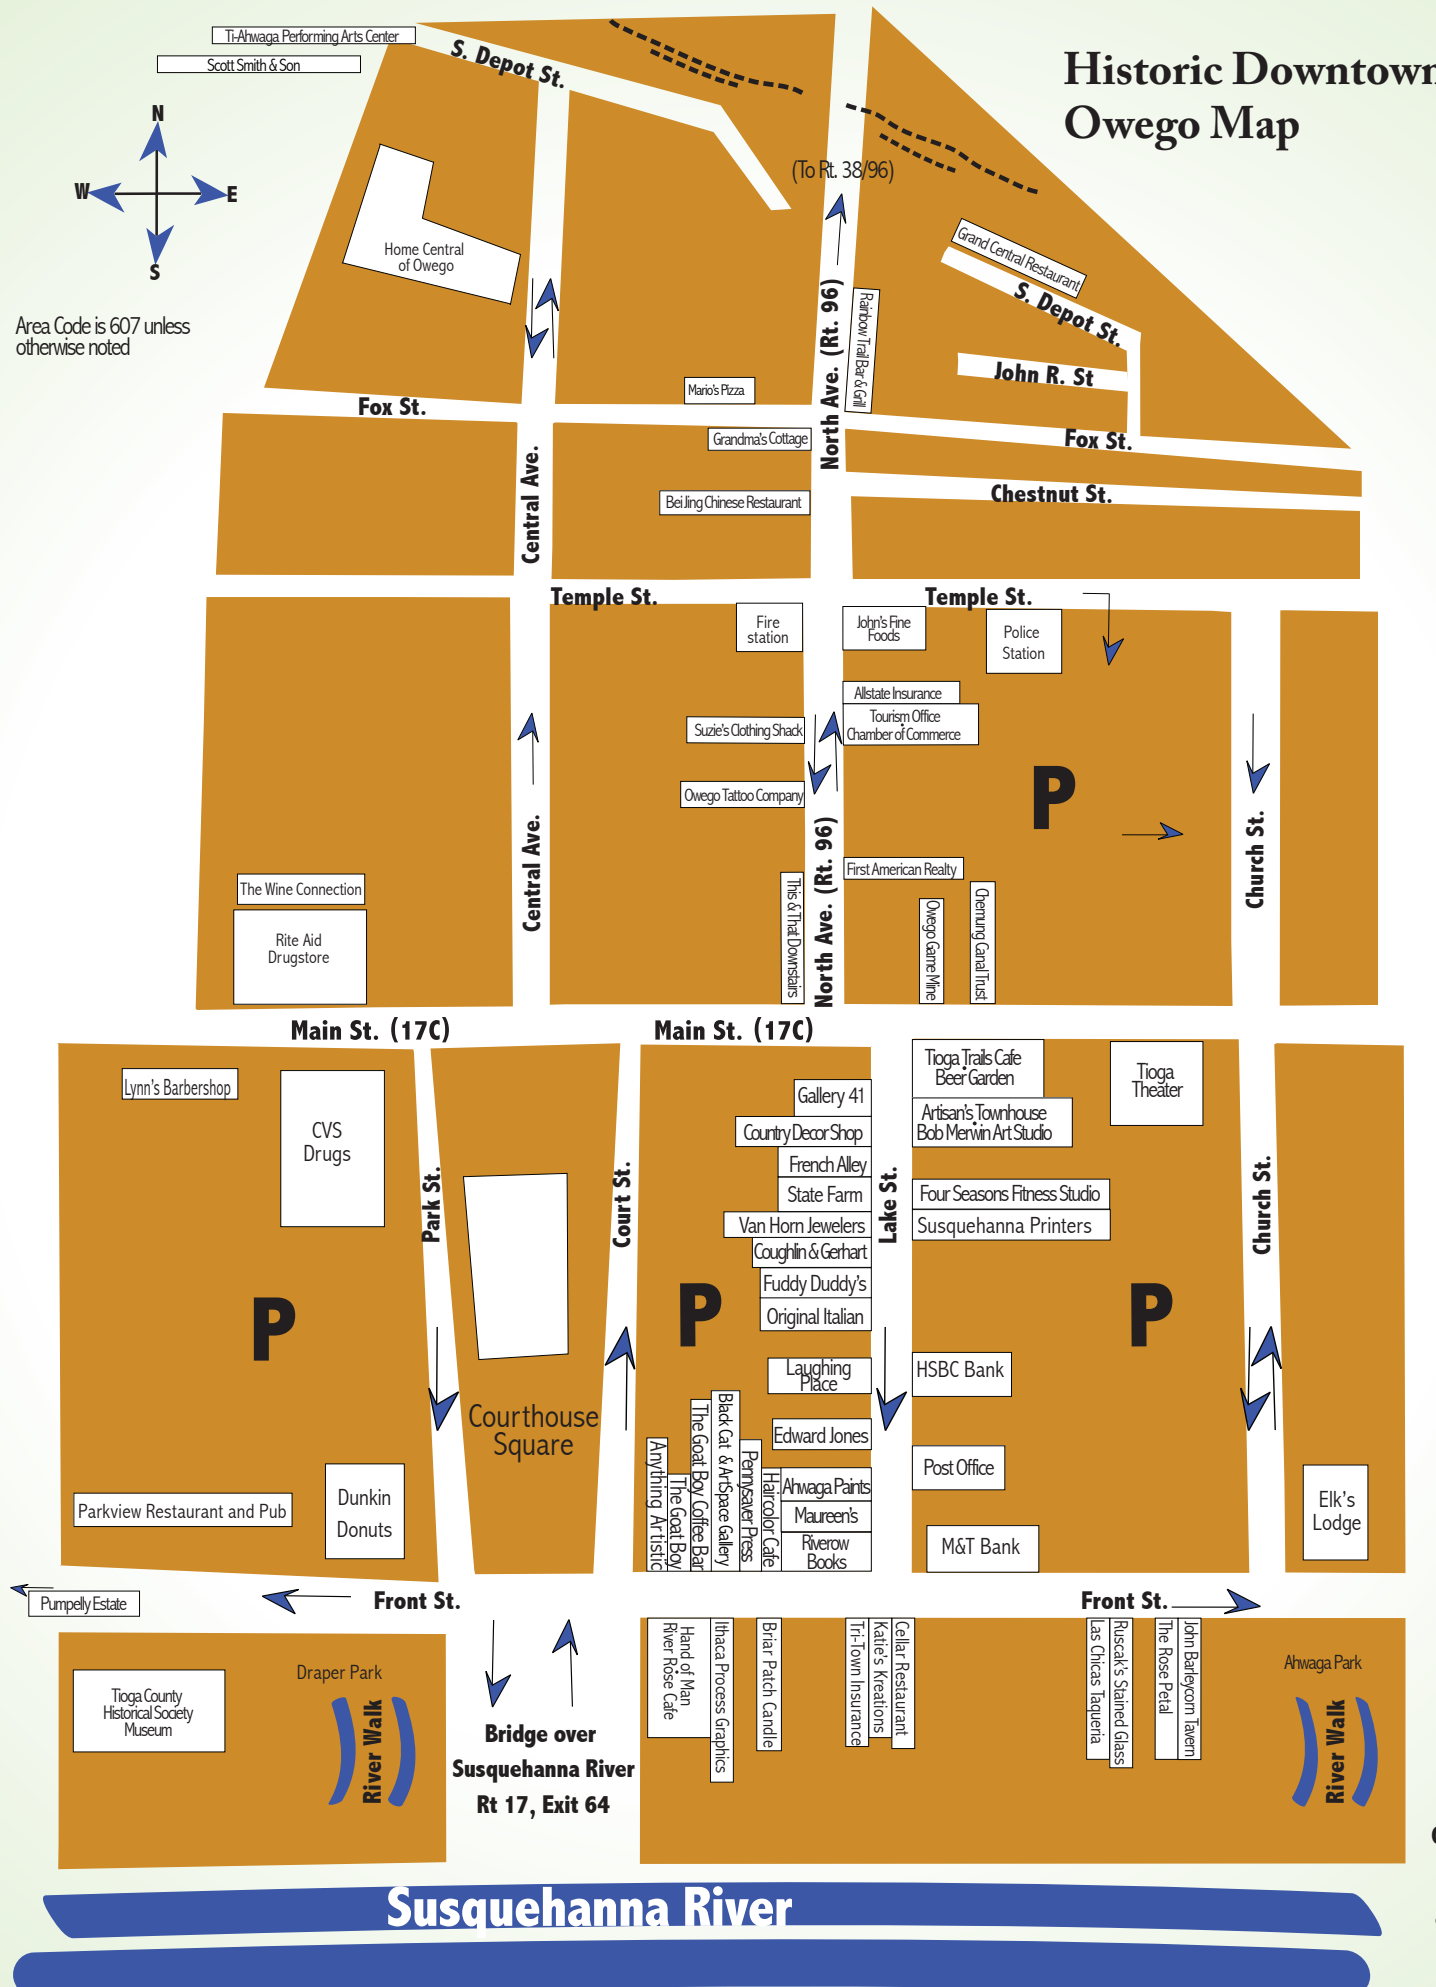 Ti-Ahwaga Performing Arts Center
Scott Smith & Son
Historic Downtown
Owego Map
N
W
E
S
Area Code is 607 unless
otherwise noted
S. Depot St.
(To Rt. 38/96)
Home Central
of Owego
Grand Central Restaurant
S. Depot St.
John R. St
Rainbow Trail Bar & Grill
North Ave. (Rt. 96)
Mario's Pizza
Fox St.
Fox St.
Grandma's Cottage
Central Ave.
Bei Jing Chinese Restaurant
Chestnut St.
Temple St.
Temple St.
Fire
station
John's Fine
Foods
Police
Station
Allstate Insurance
Tourism Office
Chamber of Commerce
Suzie's Clothing Shack
Owego Tattoo Company
P
Central Ave.
North Ave. (Rt. 96)
Church St.
First American Realty
This & That Downstairs
Owego Game Mine
Chemung Canal Trust
The Wine Connection
Rite Aid
Drugstore
Main St. (17C)
Main St. (17C)
Lynn's Barbershop
CVS
Drugs
Park St.
Court St.
Lake St.
Church St.
Gallery 41
Country Decor Shop
French Alley
State Farm
Van Horn Jewelers
Coughlin & Gerhart
Fuddy Duddy's
Original Italian
Laughing
Place
Edward Jones
Ahwaga Paints
Maureen's
Riverow
Books
Tioga Trails Cafe
Beer Garden
Artisan's Townhouse
Bob Merwin Art Studio
Tioga
Theater
Four Seasons Fitness Studio
Susquehanna Printers
P
P
P
HSBC Bank
Post Office
M&T Bank
Elk's
Lodge
Courthouse
Square
Anything Artistic
The Goat Boy
The Goat Boy Coffee Bar
Black Cat & ArtSpace Gallery
Pennysaver Press
Haircolor Cafe
Parkview Restaurant and Pub
Dunkin
Donuts
Pumpelly Estate
Front St.
Front St.
Tioga County
Historical Society
Museum
Draper Park
River Walk
Bridge over
Susquehanna River
Rt 17, Exit 64
Hand of Man
River Rose Cafe
Ithaca Process Graphics
Briar Patch Candle
Tri-Town Insurance
Katie's Kreations
Cellar Restaurant
Las Chicas Taqueria
Ruscak's Stained Glass
The Rose Petal
John Barleycorn Tavern
Ahwaga Park
River Walk
Susquehanna River